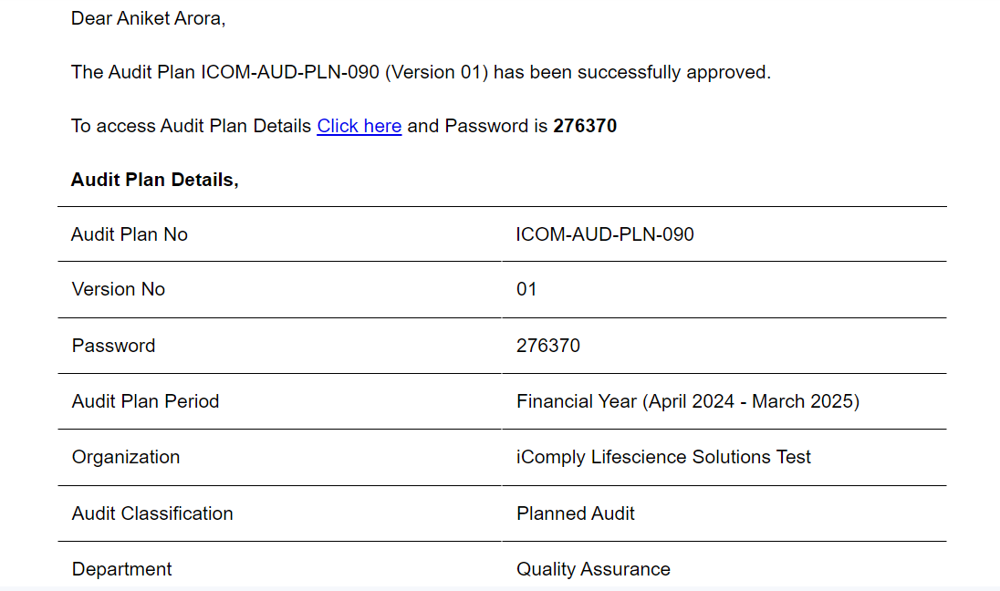 Dear Aniket Arora,
The Audit Plan ICOM-AUD-PLN-090 (Version 01) has been successfully approved.
To access Audit Plan Details Click here and Password is 276370
Audit Plan Details,
Audit Plan No ICOM-AUD-PLN-090
Version No 01
Password 276370
Audit Plan Period Financial Year (April 2024 - March 2025)
Organization iComply Lifescience Solutions Test
Audit Classification Planned Audit
Department Quality Assurance